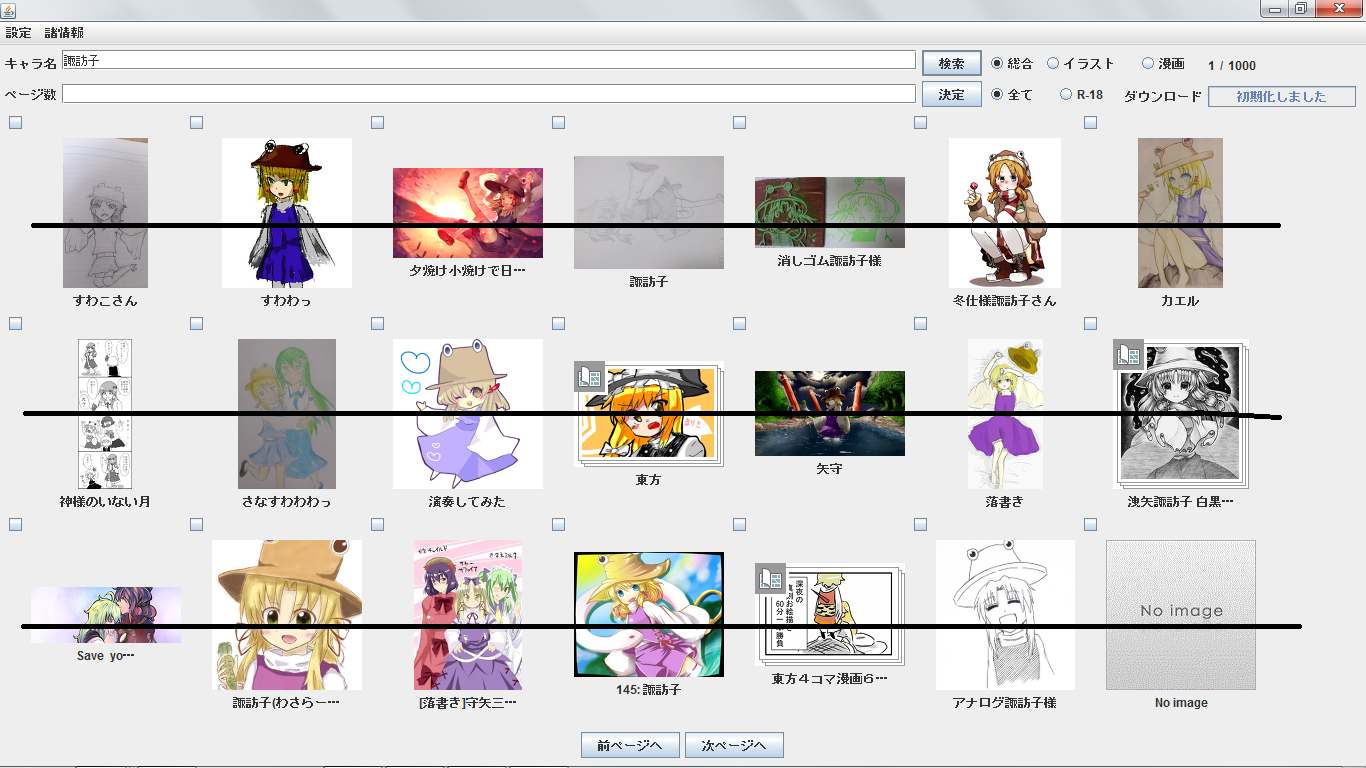 設定 諸情報
キャラ名 諏訪子 検索 総合 イラスト 漫画 1 / 1000
ページ数 決定 全て R-18 ダウンロード 初期化しました
すわこさん
すわわっ
夕焼け小焼けで日…
諏訪子
消しゴム諏訪子様
冬仕様諏訪子さん
カエル
神様のいない月
さなすわわわっ
演奏してみた
東方
矢守
落書き
洩矢諏訪子 白黒…
深夜の
60分一
勝負
No image
Save yo…
諏訪子(わさらー…
[落書き]守矢三…
145: 諏訪子
東方４コマ漫画６…
アナログ諏訪子様
No image
前ページへ 次ページへ